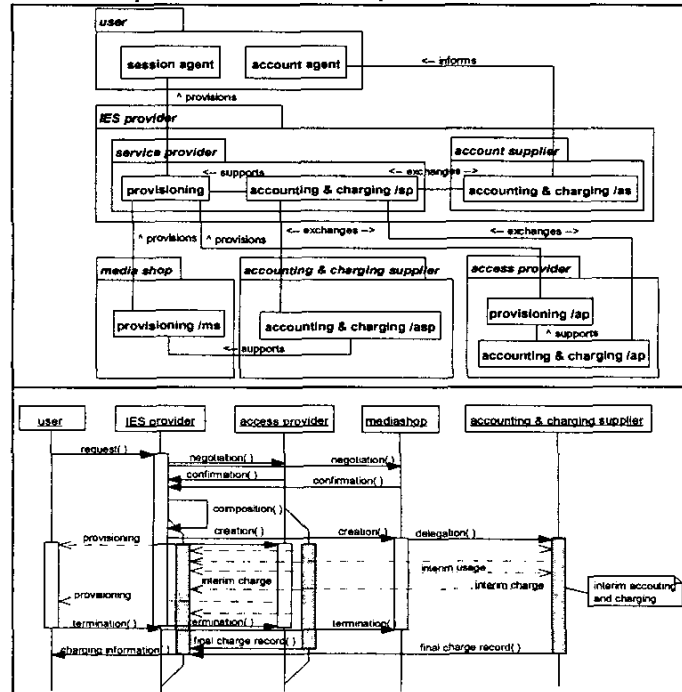 user
session agent
account agent
<-- informs
^ provisions
IES provider
service provider
account supplier
<-- supports
<-- exchanges -->
provisioning
accounting & charging /sp
accounting & charging /as
^ provisions
^ provisions
<-- exchanges -->
<-- exchanges -->
media shop
accounting & charging supplier
access provider
provisioning /ms
accounting & charging /asp
provisioning /ap
^ supports
<-- supports
accounting & charging /ap
user
IES provider
access provider
mediashop
accounting & charging supplier
request( )
negotiation( )
negotiation( )
confirmation( )
confirmation( )
composition( )
creation( )
creation( )
delegation( )
provisioning
interim usage
interim charge
interim charge
interim accouting
and charging
provisioning
termination( )
termination( )
termination( )
final charge record( )
charging information( )
final charge record( )